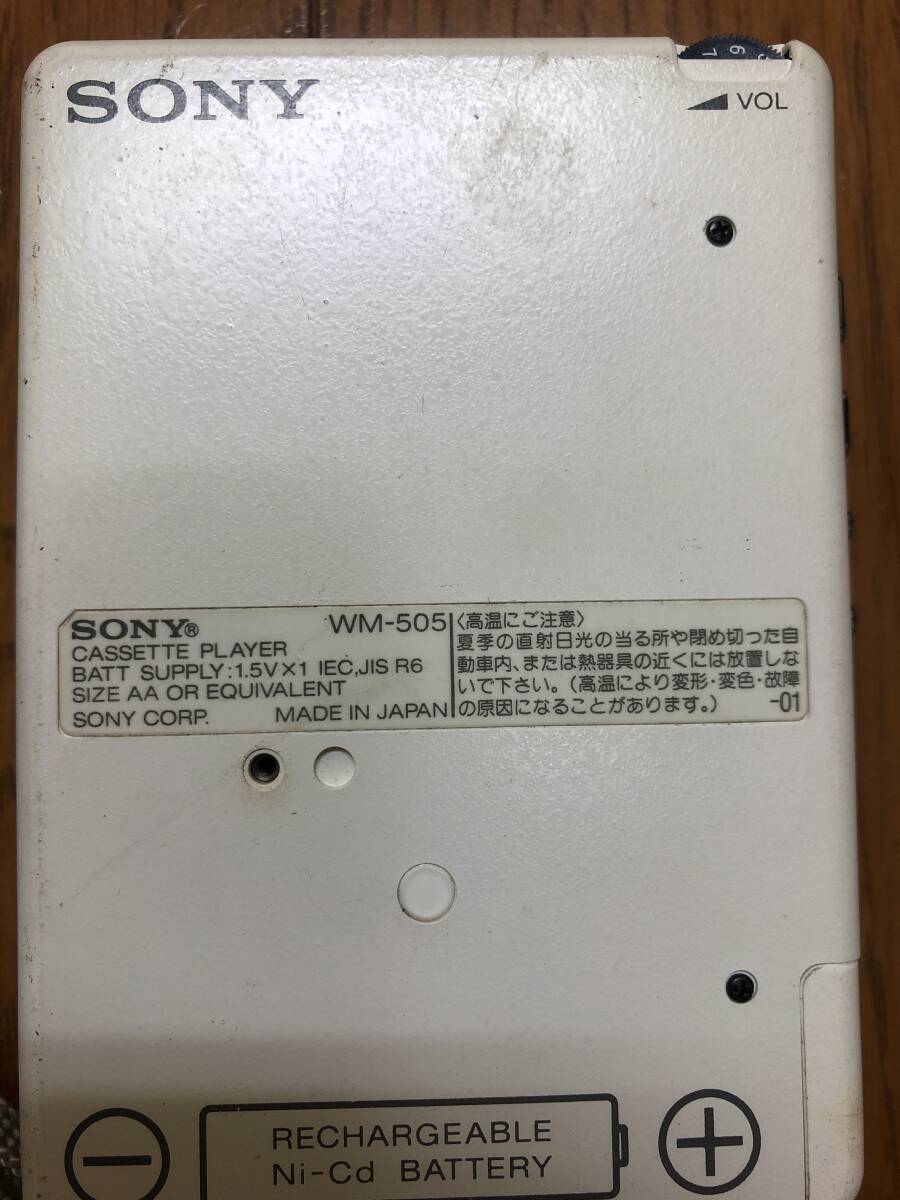 SONY
7 6
VOL
SONY® WM-505
CASSETTE PLAYER
BATT SUPPLY:1.5V×1 IEC,JIS R6
SIZE AA OR EQUIVALENT
SONY CORP. MADE IN JAPAN
〈高温にご注意〉
夏季の直射日光の当る所や閉め切った自
動車内、または熱器具の近くには放置しな
いで下さい。(高温により変形・変色・故障
の原因になることがあります。) -01
RECHARGEABLE
Ni-Cd BATTERY